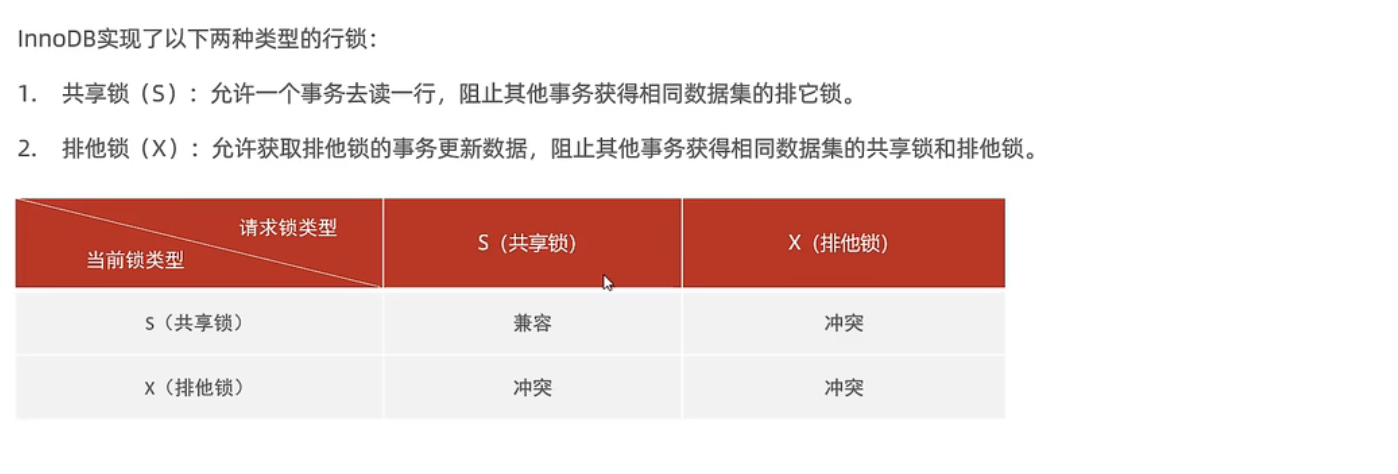 InnoDB实现了以下两种类型的行锁：
1. 共享锁（S）：允许一个事务去读一行，阻止其他事务获得相同数据集的排它锁。
2. 排他锁（X）：允许获取排他锁的事务更新数据，阻止其他事务获得相同数据集的共享锁和排他锁。
请求锁类型
当前锁类型
S（共享锁）
X（排他锁）
S（共享锁）
兼容
冲突
X（排他锁）
冲突
冲突